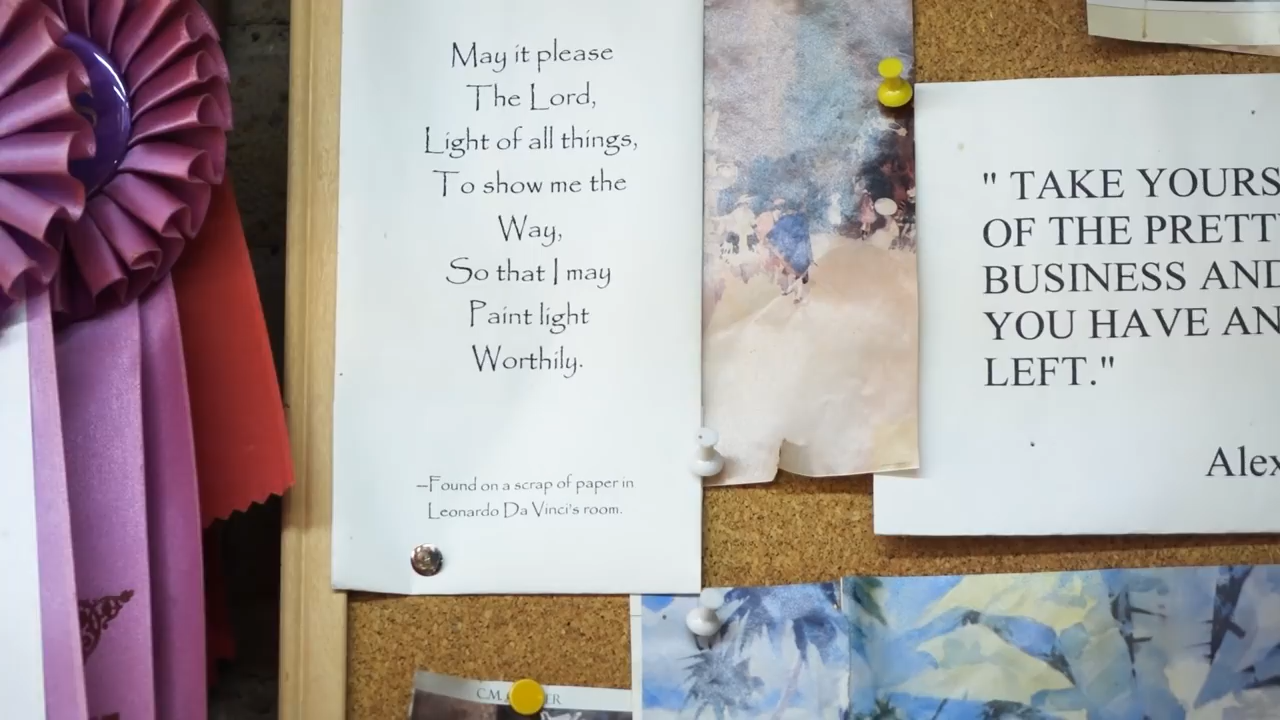 May it please
The Lord,
Light of all things,
To show me the
Way,
So that I may
Paint light
Worthily.
–Found on a scrap of paper in
Leonardo Da Vinci's room.
" TAKE YOURS
OF THE PRETT
BUSINESS AND
YOU HAVE AN
LEFT."
Alex
C.M.